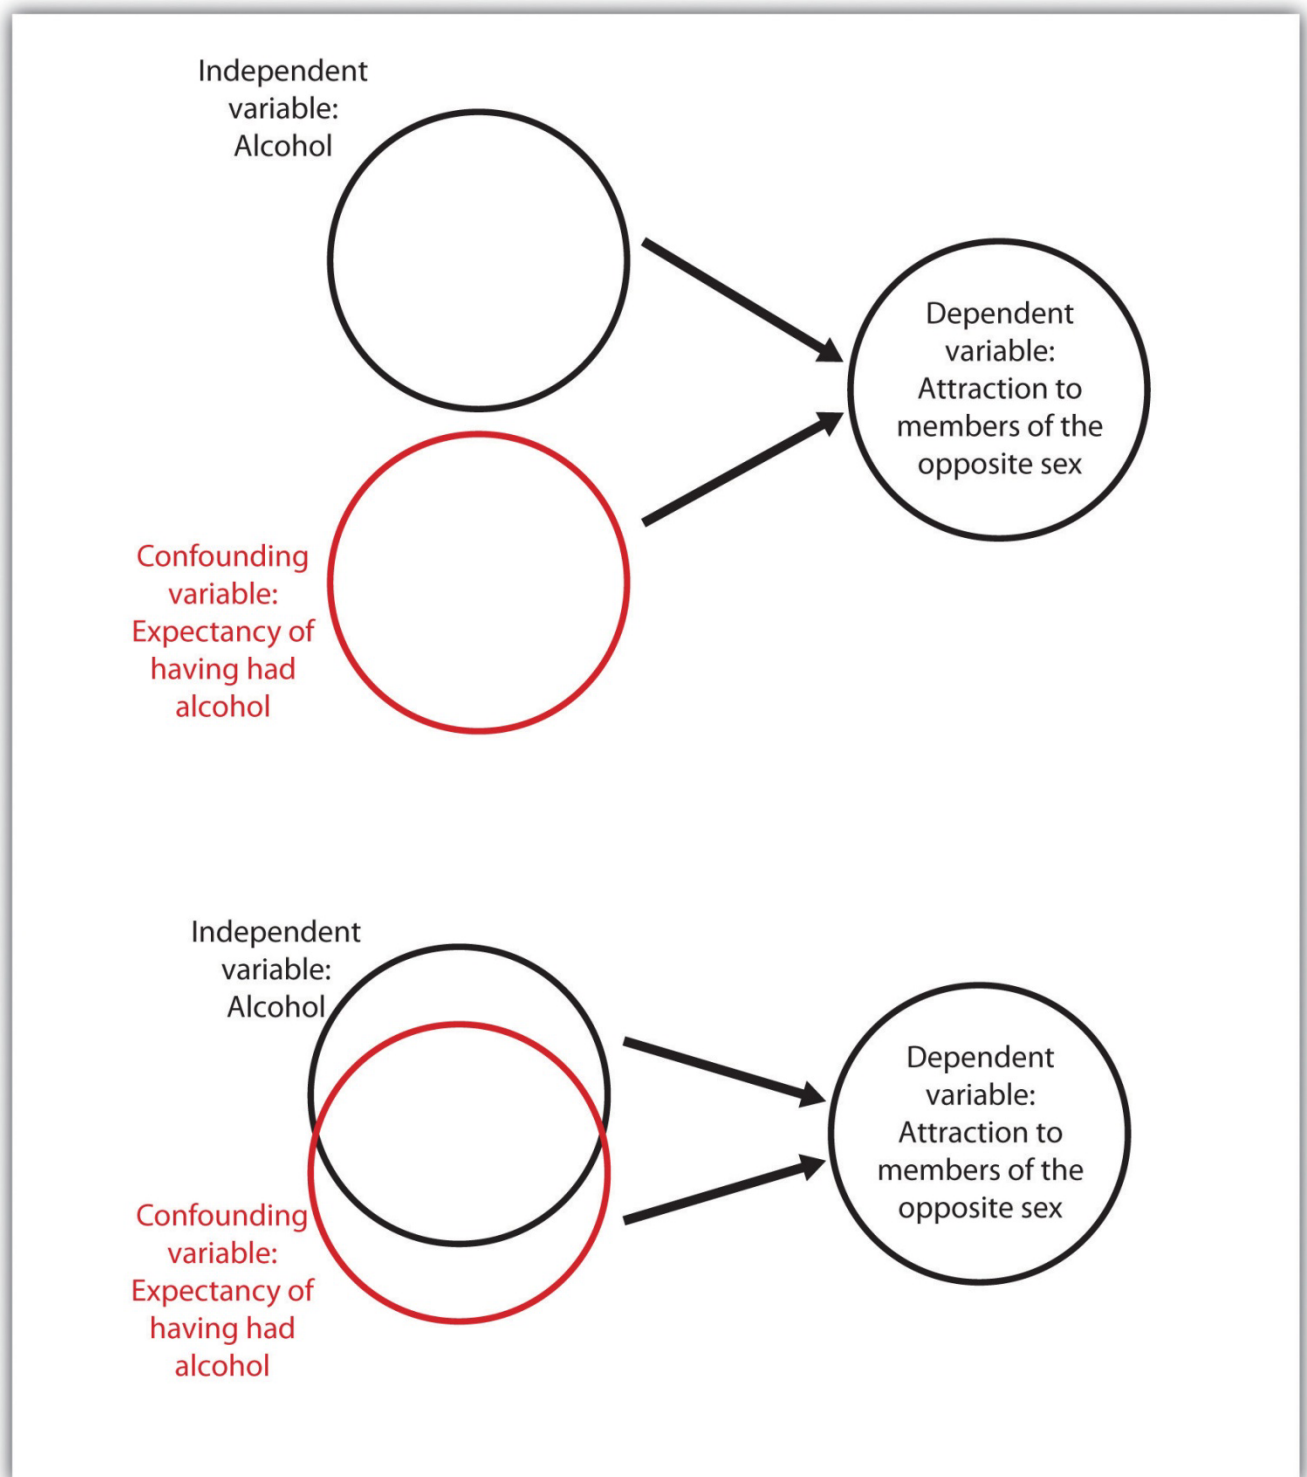 Independent
variable:
Alcohol
Dependent
variable:
Attraction to
members of the
opposite sex
Confounding
variable:
Expectancy of
having had
alcohol
Independent
variable:
Alcohol
Dependent
variable:
Attraction to
members of the
opposite sex
Confounding
variable:
Expectancy of
having had
alcohol